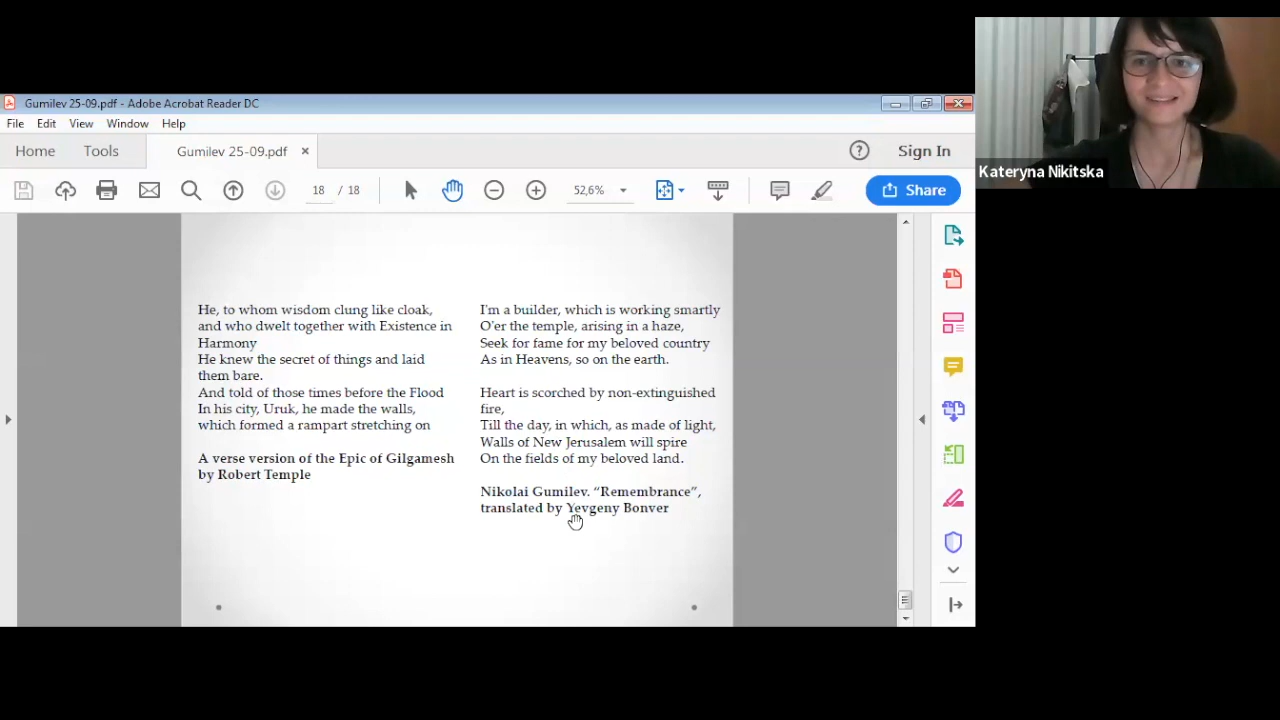 Gumilev 25-09.pdf - Adobe Acrobat Reader DC
File Edit View Window Help
Home Tools Gumilev 25-09.pdf × Sign In
18 / 18 52,6% Share
He, to whom wisdom clung like cloak,
and who dwelt together with Existence in
Harmony
He knew the secret of things and laid
them bare.
And told of those times before the Flood
In his city, Uruk, he made the walls,
which formed a rampart stretching on
A verse version of the Epic of Gilgamesh
by Robert Temple
I'm a builder, which is working smartly
O'er the temple, arising in a haze,
Seek for fame for my beloved country
As in Heavens, so on the earth.
Heart is scorched by non-extinguished
fire,
Till the day, in which, as made of light,
Walls of New Jerusalem will spire
On the fields of my beloved land.
Nikolai Gumilev. “Remembrance”,
translated by Yevgeny Bonver
Kateryna Nikitska